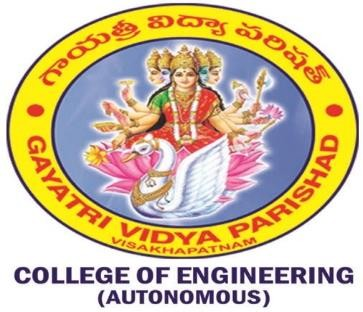 గాయత్రీ విద్యా పరిషత్
GAYATRI VIDYA PARISHAD
VISAKHAPATNAM
COLLEGE OF ENGINEERING
(AUTONOMOUS)